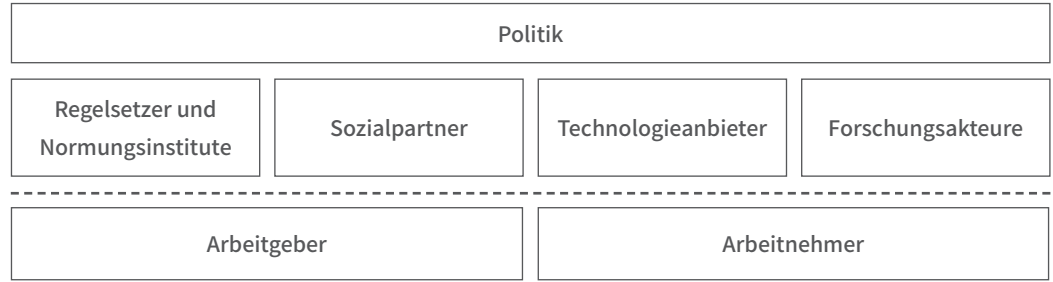 Politik
Regelsetzer und
Normungsinstitute
Sozialpartner
Technologieanbieter
Forschungsakteure
Arbeitgeber
Arbeitnehmer